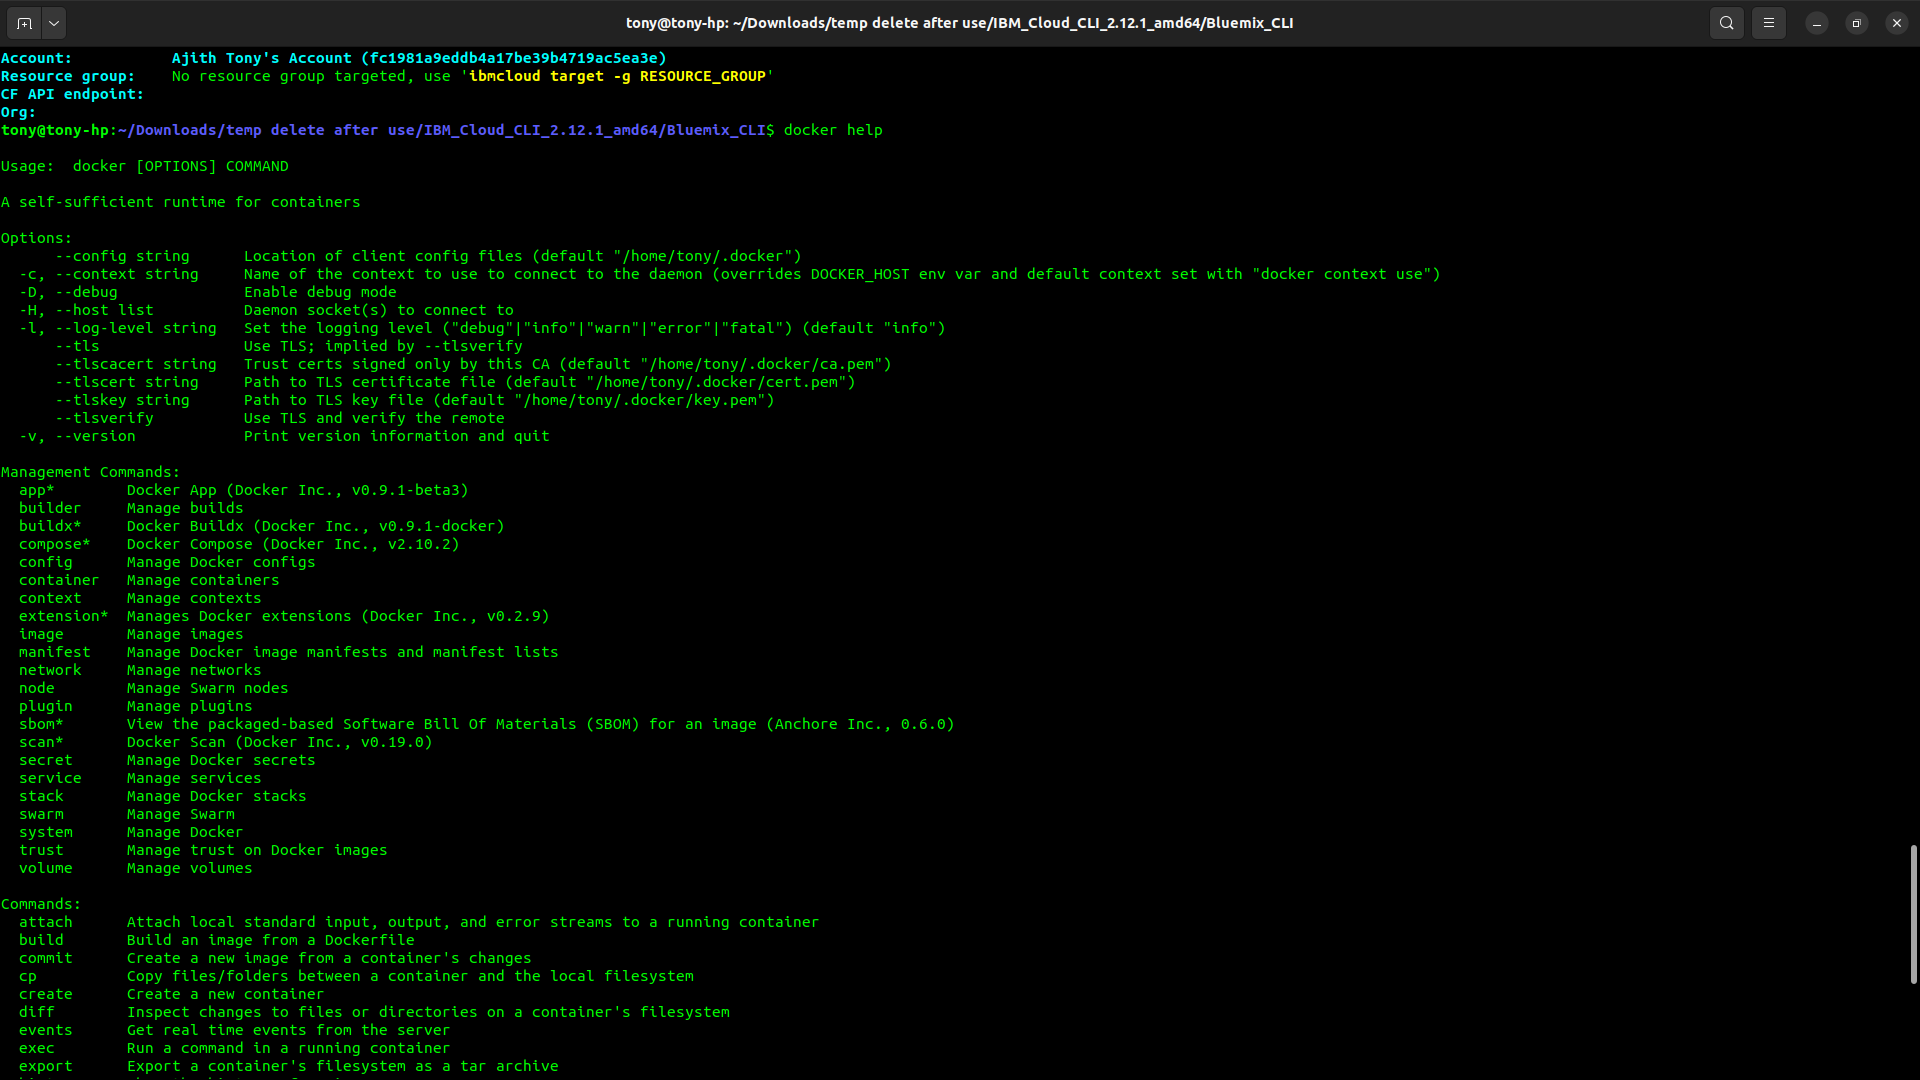 tony@tony-hp: ~/Downloads/temp delete after use/IBM_Cloud_CLI_2.12.1_amd64/Bluemix_CLI
Account:           Ajith Tony's Account (fc1981a9eddb4a17be39b4719ac5ea3e)
Resource group:    No resource group targeted, use 'ibmcloud target -g RESOURCE_GROUP'
CF API endpoint:
Org:
tony@tony-hp:~/Downloads/temp delete after use/IBM_Cloud_CLI_2.12.1_amd64/Bluemix_CLI$ docker help
Usage:  docker [OPTIONS] COMMAND
A self-sufficient runtime for containers
Options:
      --config string      Location of client config files (default "/home/tony/.docker")
  -c, --context string     Name of the context to use to connect to the daemon (overrides DOCKER_HOST env var and default context set with "docker context use")
  -D, --debug              Enable debug mode
  -H, --host list          Daemon socket(s) to connect to
  -l, --log-level string   Set the logging level ("debug"|"info"|"warn"|"error"|"fatal") (default "info")
      --tls                Use TLS; implied by --tlsverify
      --tlscacert string   Trust certs signed only by this CA (default "/home/tony/.docker/ca.pem")
      --tlscert string     Path to TLS certificate file (default "/home/tony/.docker/cert.pem")
      --tlskey string      Path to TLS key file (default "/home/tony/.docker/key.pem")
      --tlsverify          Use TLS and verify the remote
  -v, --version            Print version information and quit
Management Commands:
  app*        Docker App (Docker Inc., v0.9.1-beta3)
  builder     Manage builds
  buildx*     Docker Buildx (Docker Inc., v0.9.1-docker)
  compose*    Docker Compose (Docker Inc., v2.10.2)
  config      Manage Docker configs
  container   Manage containers
  context     Manage contexts
  extension*  Manages Docker extensions (Docker Inc., v0.2.9)
  image       Manage images
  manifest    Manage Docker image manifests and manifest lists
  network     Manage networks
  node        Manage Swarm nodes
  plugin      Manage plugins
  sbom*       View the packaged-based Software Bill Of Materials (SBOM) for an image (Anchore Inc., 0.6.0)
  scan*       Docker Scan (Docker Inc., v0.19.0)
  secret      Manage Docker secrets
  service     Manage services
  stack       Manage Docker stacks
  swarm       Manage Swarm
  system      Manage Docker
  trust       Manage trust on Docker images
  volume      Manage volumes
Commands:
  attach      Attach local standard input, output, and error streams to a running container
  build       Build an image from a Dockerfile
  commit      Create a new image from a container's changes
  cp          Copy files/folders between a container and the local filesystem
  create      Create a new container
  diff        Inspect changes to files or directories on a container's filesystem
  events      Get real time events from the server
  exec        Run a command in a running container
  export      Export a container's filesystem as a tar archive